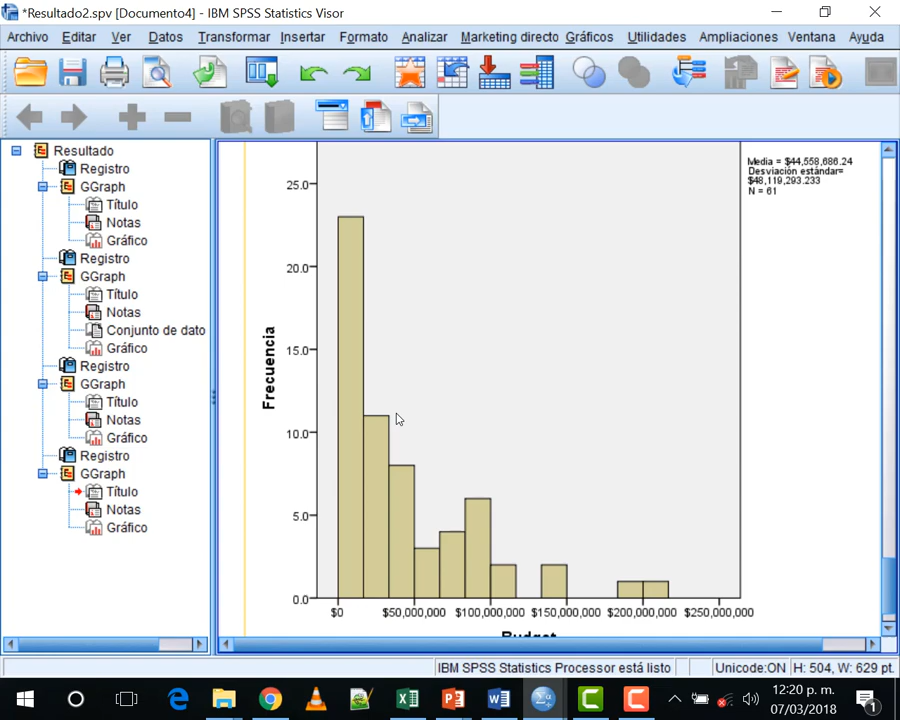 *Resultado2.spv [Documento4] - IBM SPSS Statistics Visor
Archivo Editar Ver Datos Transformar Insertar Formato Analizar Marketing directo Gráficos Utilidades Ampliaciones Ventana Ayuda
Resultado
Registro
GGraph
Título
Notas
Gráfico
Registro
GGraph
Título
Notas
Conjunto de dato
Gráfico
Registro
GGraph
Título
Notas
Gráfico
Registro
GGraph
Título
Notas
Gráfico
Media = $44,558,686.24
Desviación estándar=
$48,119,293.233
N = 61
Frecuencia
25.0
20.0
15.0
10.0
5.0
0.0
$0 $50,000,000 $100,000,000 $150,000,000 $200,000,000 $250,000,000
Budget
IBM SPSS Statistics Processor está listo Unicode:ON H: 504, W: 629 pt.
12:20 p. m.
07/03/2018
1